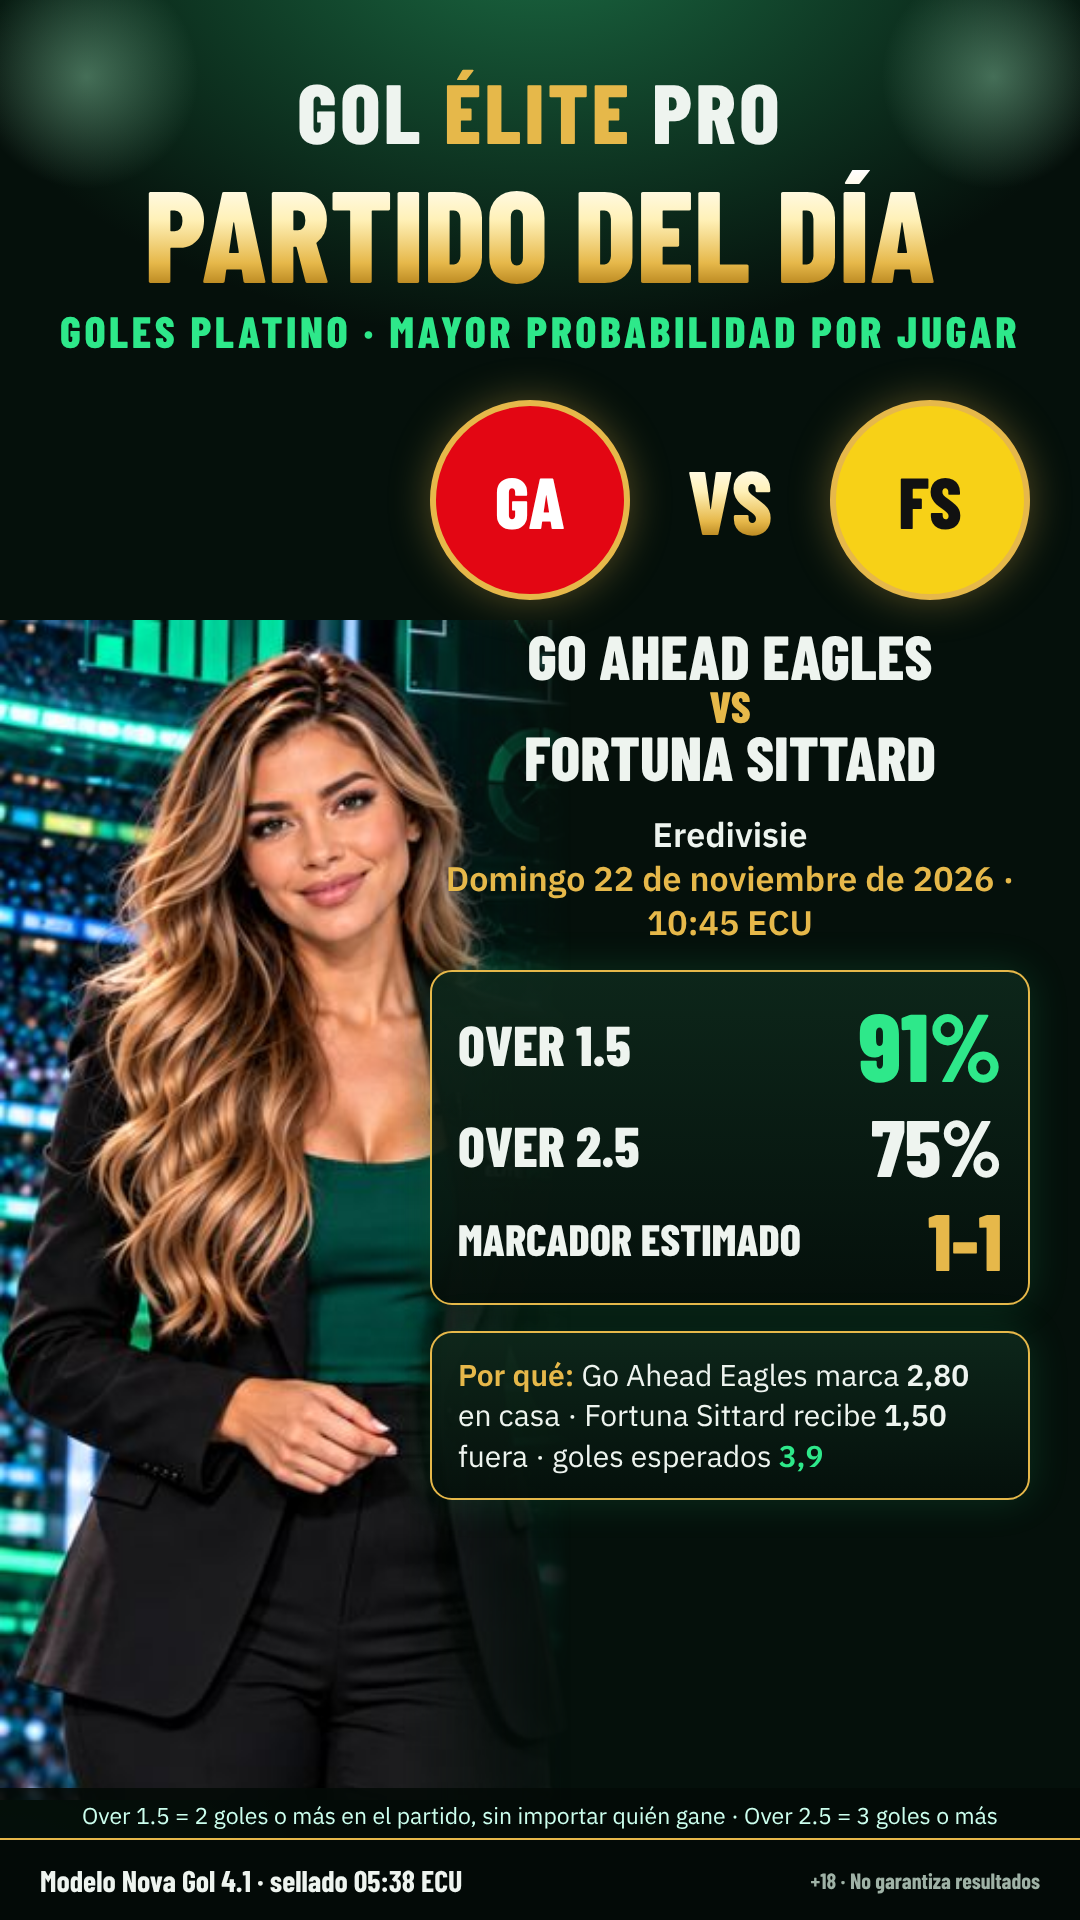 GOL ÉLITE PRO
PARTIDO DEL DÍA
GOLES PLATINO · MAYOR PROBABILIDAD POR JUGAR
GA VS FS
GO AHEAD EAGLES
VS
FORTUNA SITTARD
Eredivisie
Domingo 22 de noviembre de 2026 ·
10:45 ECU
OVER 1.5 91%
OVER 2.5 75%
MARCADOR ESTIMADO 1-1
Por qué: Go Ahead Eagles marca 2,80
en casa · Fortuna Sittard recibe 1,50
fuera · goles esperados 3,9
Over 1.5 = 2 goles o más en el partido, sin importar quién gane · Over 2.5 = 3 goles o más
Modelo Nova Gol 4.1 · sellado 05:38 ECU
+18 · No garantiza resultados